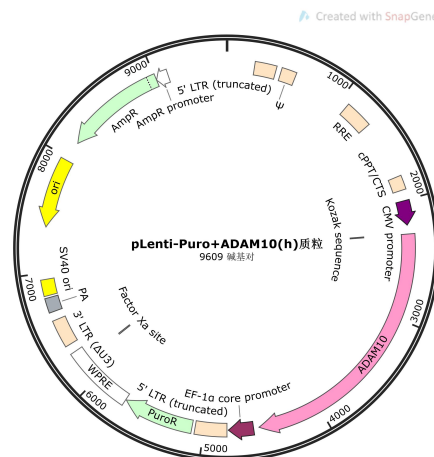 Created with SnapGene
9000
5' LTR (truncated)
Ψ
1000
RRE
cPPT/CTS
2000
CMV promoter
Kozak sequence
AmpR promoter
AmpR
8000
ori
pLenti-Puro+ADAM10(h)质粒
9609 碱基对
3000
ADAM10
SV40 ori
7000
PA
3' LTR (ΔU3)
Factor Xa site
WPRE
6000
5' LTR (truncated)
EF-1α core promoter
PuroR
5000
4000